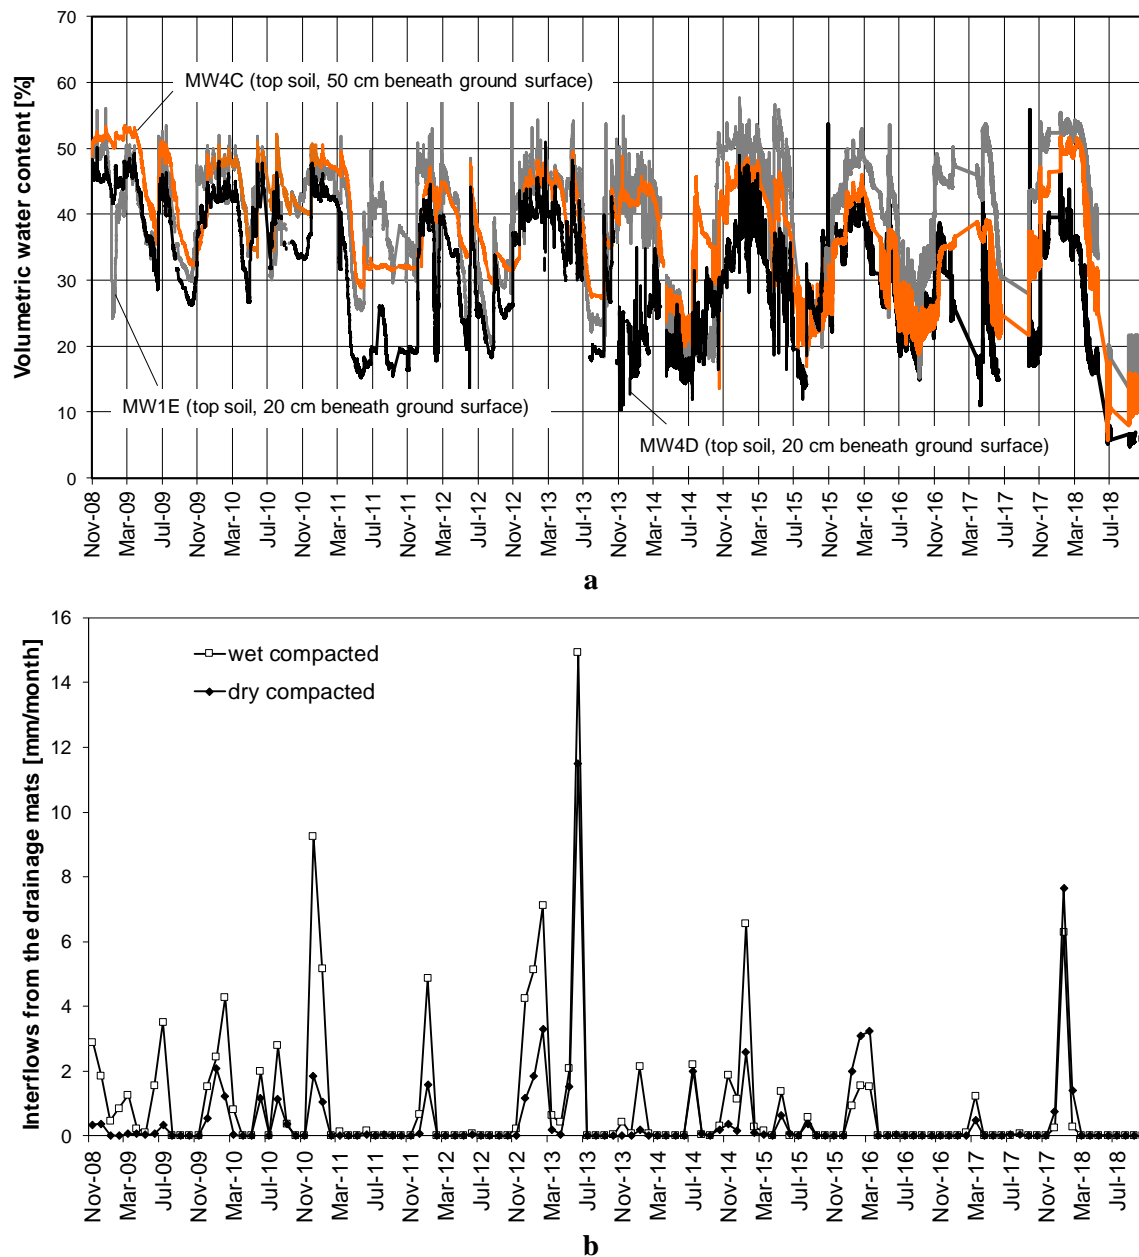 Volumetric water content [%]
70
60
50
40
30
20
10
0
MW4C (top soil, 50 cm beneath ground surface)
MW1E (top soil, 20 cm beneath ground surface)
MW4D (top soil, 20 cm beneath ground surface)
Nov-08
Mar-09
Jul-09
Nov-09
Mar-10
Jul-10
Nov-10
Mar-11
Jul-11
Nov-11
Mar-12
Jul-12
Nov-12
Mar-13
Jul-13
Nov-13
Mar-14
Jul-14
Nov-14
Mar-15
Jul-15
Nov-15
Mar-16
Jul-16
Nov-16
Mar-17
Jul-17
Nov-17
Mar-18
Jul-18
a
Interflows from the drainage mats [mm/month]
16
14
12
10
8
6
4
2
0
wet compacted
dry compacted
Nov-08
Mar-09
Jul-09
Nov-09
Mar-10
Jul-10
Nov-10
Mar-11
Jul-11
Nov-11
Mar-12
Jul-12
Nov-12
Mar-13
Jul-13
Nov-13
Mar-14
Jul-14
Nov-14
Mar-15
Jul-15
Nov-15
Mar-16
Jul-16
Nov-16
Mar-17
Jul-17
Nov-17
Mar-18
Jul-18
b